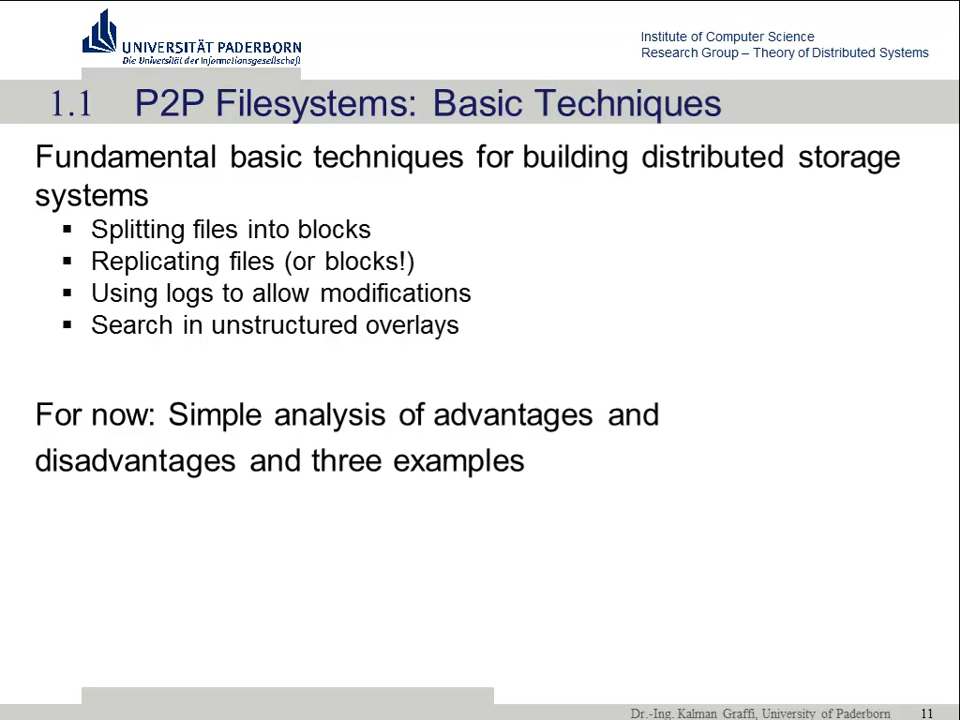 UNIVERSITÄT PADERBORN
Die Universität der Informationsgesellschaft
Institute of Computer Science
Research Group – Theory of Distributed Systems
1.1 P2P Filesystems: Basic Techniques
Fundamental basic techniques for building distributed storage
systems
▪ Splitting files into blocks
▪ Replicating files (or blocks!)
▪ Using logs to allow modifications
▪ Search in unstructured overlays
For now: Simple analysis of advantages and
disadvantages and three examples
Dr.-Ing. Kalman Graffi, University of Paderborn 11